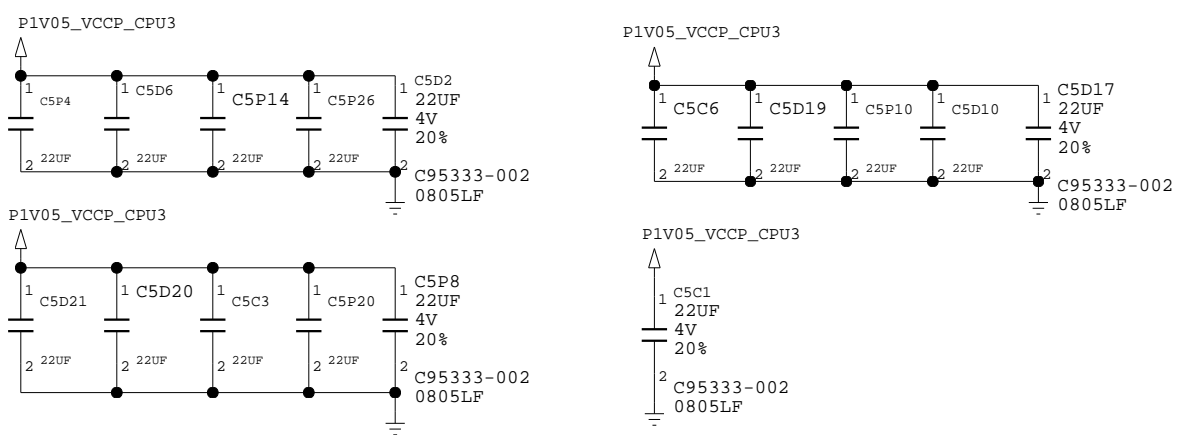 P1V05_VCCP_CPU3
1 C5P4
1 C5D6
1 C5P14
1 C5P26
1 C5D2
22UF
4V
20%
2 22UF
2 22UF
2 22UF
2 22UF
2
C95333-002
0805LF
P1V05_VCCP_CPU3
1 C5D21
1 C5D20
1 C5C3
1 C5P20
1 C5P8
22UF
4V
20%
2 22UF
2 22UF
2 22UF
2 22UF
2
C95333-002
0805LF
P1V05_VCCP_CPU3
1 C5C6
1 C5D19
1 C5P10
1 C5D10
1 C5D17
22UF
4V
20%
2 22UF
2 22UF
2 22UF
2 22UF
2
C95333-002
0805LF
P1V05_VCCP_CPU3
1 C5C1
22UF
4V
20%
2
C95333-002
0805LF